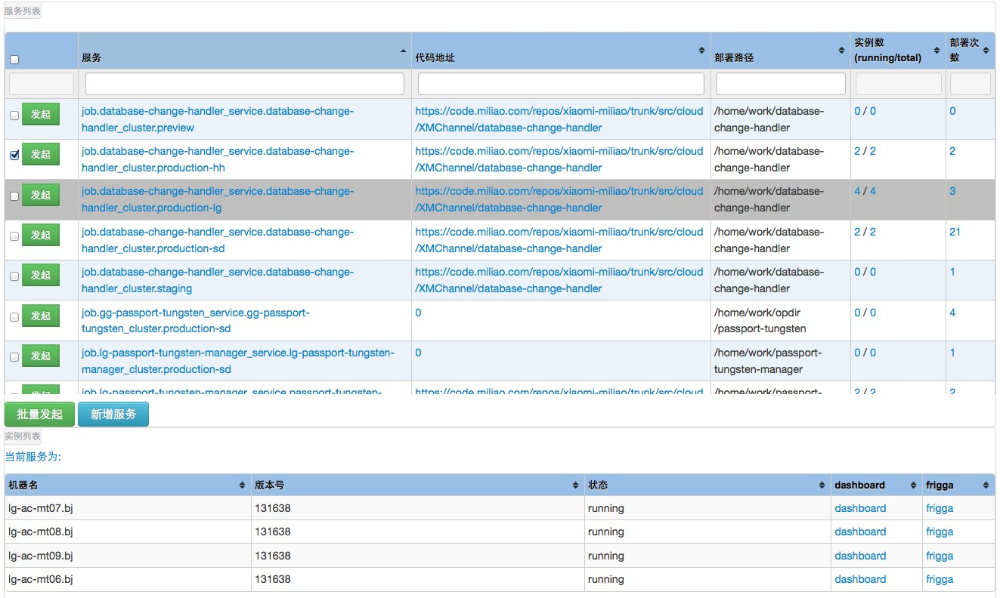 服务列表
服务 代码地址 部署路径 实例数 (running/total) 部署次数
发起 job.database-change-handler_service.database-change- https://code.miliao.com/repos/xiaomi-miliao/trunk/src/cloud /home/work/database- 0 / 0 0
handler_cluster.preview /XMChannel/database-change-handler change-handler
发起 job.database-change-handler_service.database-change- https://code.miliao.com/repos/xiaomi-miliao/trunk/src/cloud /home/work/database- 2 / 2 2
handler_cluster.production-hh /XMChannel/database-change-handler change-handler
发起 job.database-change-handler_service.database-change- https://code.miliao.com/repos/xiaomi-miliao/trunk/src/cloud /home/work/database- 4 / 4 3
handler_cluster.production-lg /XMChannel/database-change-handler change-handler
发起 job.database-change-handler_service.database-change- https://code.miliao.com/repos/xiaomi-miliao/trunk/src/cloud /home/work/database- 2 / 2 21
handler_cluster.production-sd /XMChannel/database-change-handler change-handler
发起 job.database-change-handler_service.database-change- https://code.miliao.com/repos/xiaomi-miliao/trunk/src/cloud /home/work/database- 0 / 0 1
handler_cluster.staging /XMChannel/database-change-handler change-handler
发起 job.gg-passport-tungsten_service.gg-passport- 0 /home/work/opdir 0 / 0 4
tungsten_cluster.production-sd /passport-tungsten
发起 job.lg-passport-tungsten-manager_service.lg-passport-tungsten- 0 /home/work/passport- 0 / 0 1
manager_cluster.production-sd tungsten-manager
发起 job.lg-passport-tungsten-manager_service.passport-tungsten- https://code.miliao.com/repos/xiaomi-miliao/trunk/src/cloud /home/work/passport- 2 / 2 2
批量发起 新增服务
实例列表
当前服务为:
机器名 版本号 状态 dashboard frigga
lg-ac-mt07.bj 131638 running dashboard frigga
lg-ac-mt08.bj 131638 running dashboard frigga
lg-ac-mt09.bj 131638 running dashboard frigga
lg-ac-mt06.bj 131638 running dashboard frigga